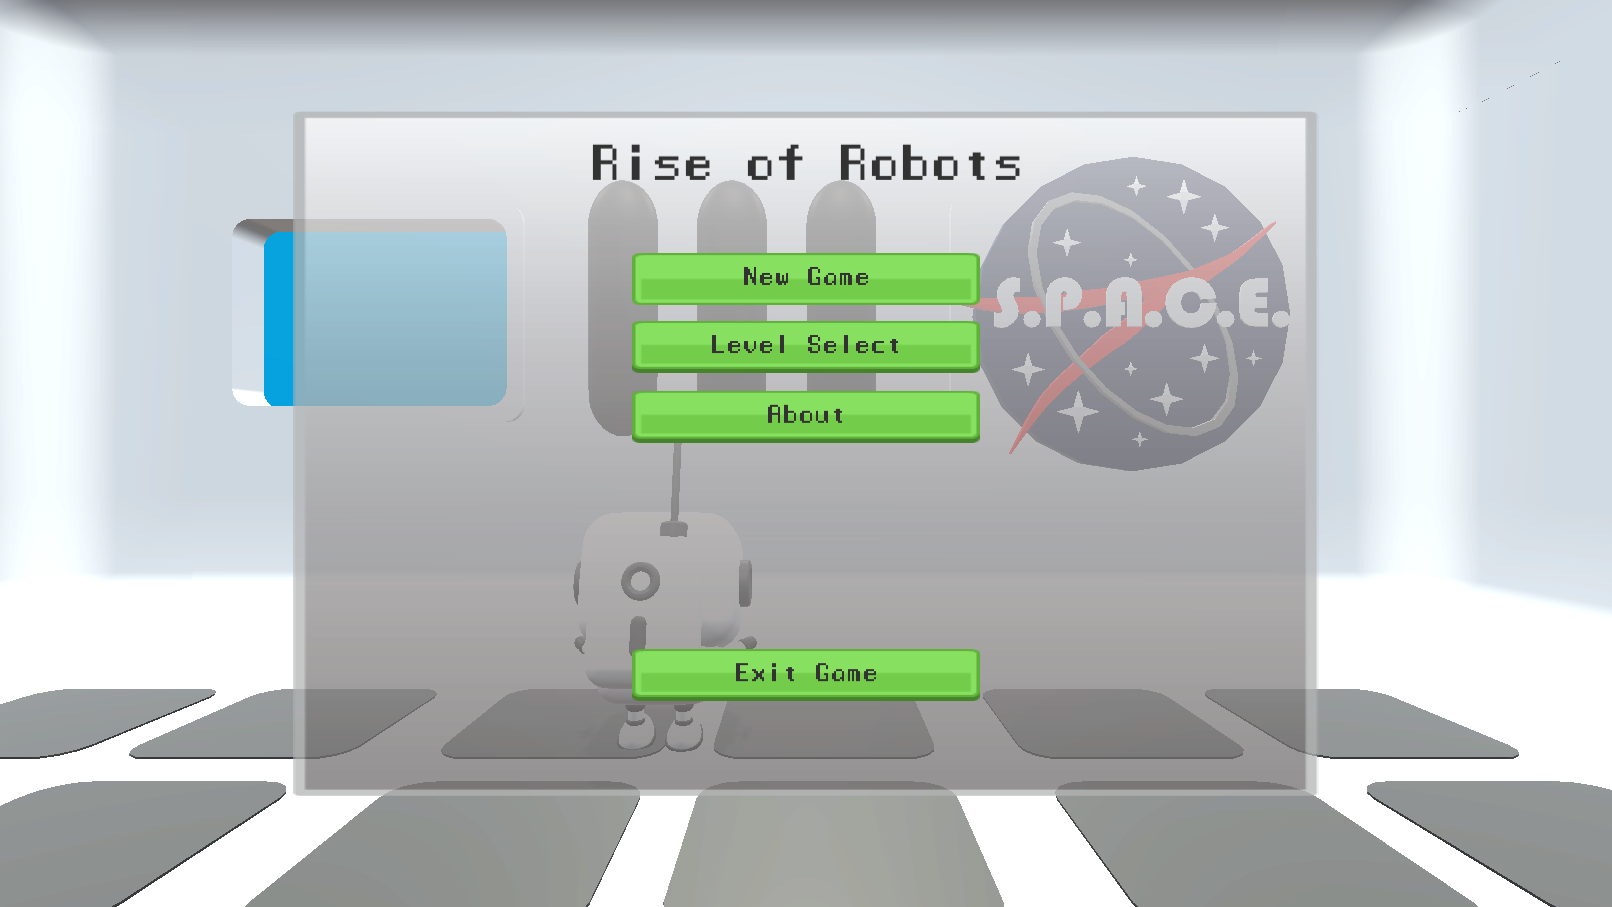 Rise of Robots
New Game
S.P.A.C.E.
Level Select
About
Exit Game